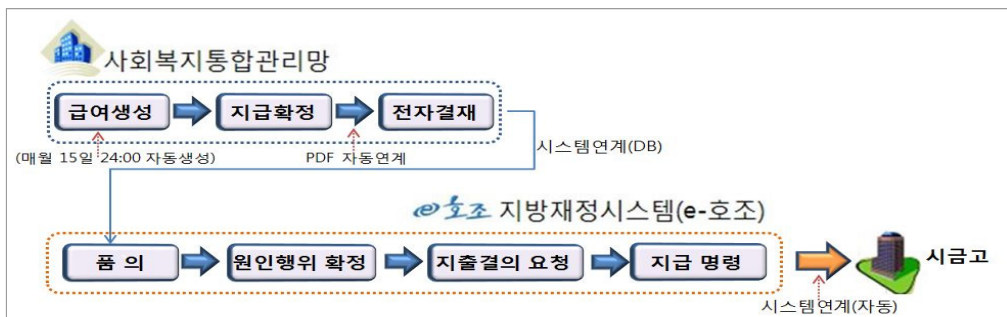 사회복지통합관리망
급여생성 지급확정 전자결재
(매월 15일 24:00 자동생성) PDF 자동연계 시스템연계(DB)
e호조 지방재정시스템(e-호조)
품 의 원인행위 확정 지출결의 요청 지급 명령 시금고
시스템연계(자동)